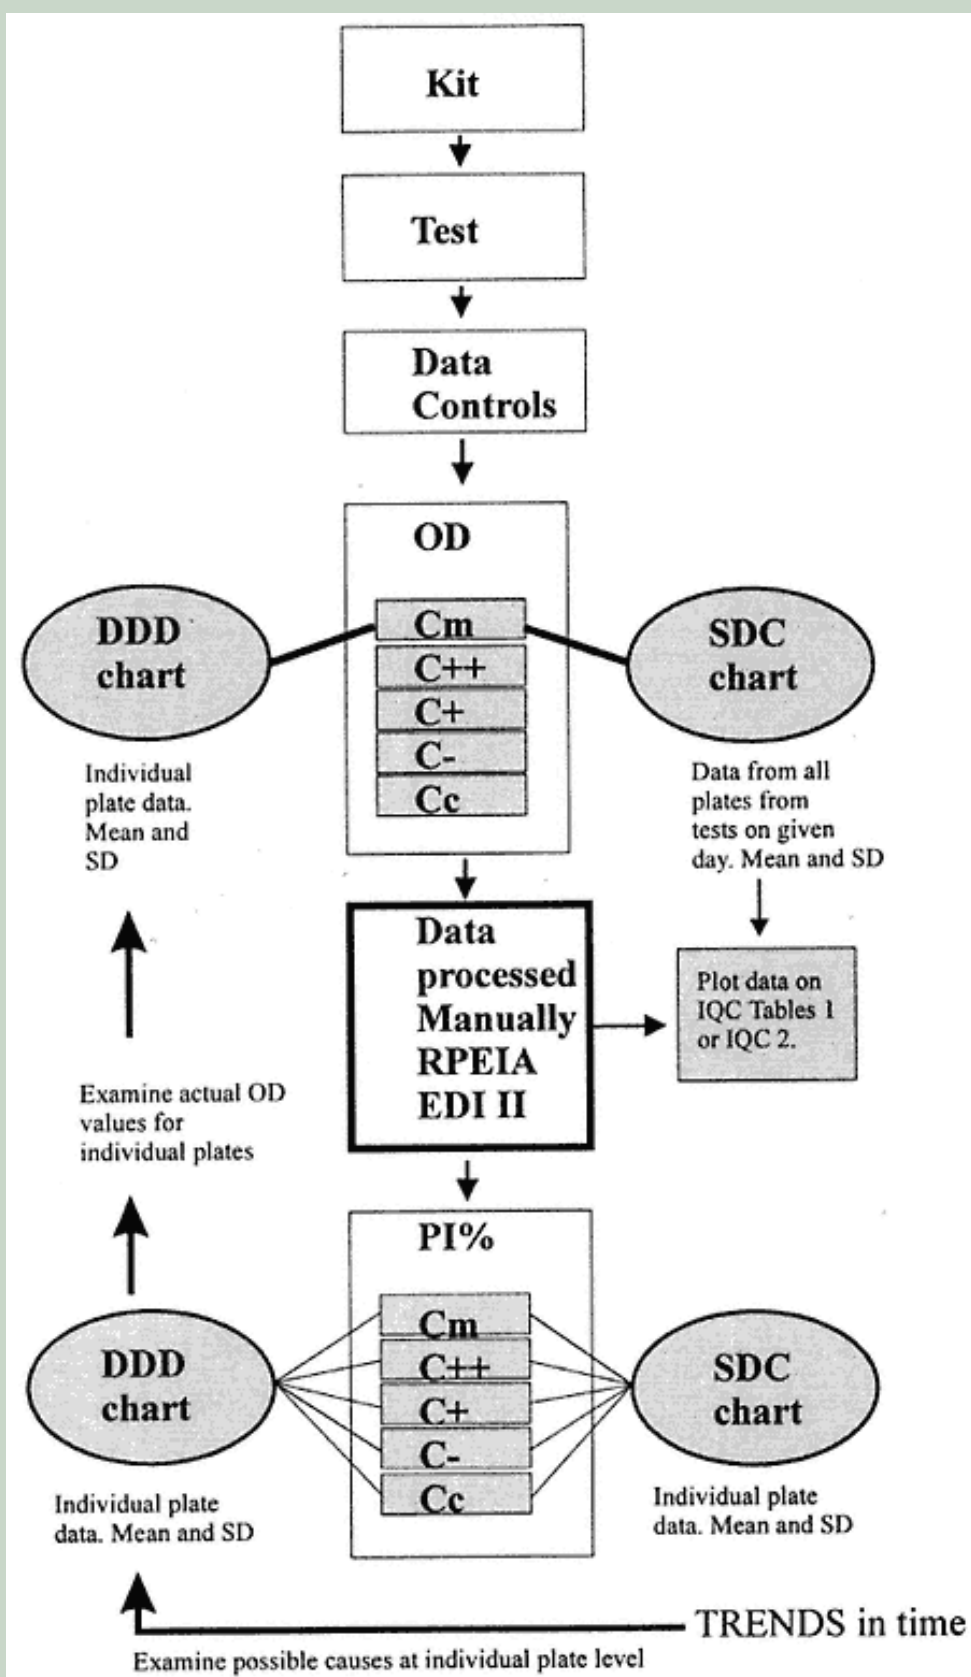 Kit
Test
Data
Controls
OD
Cm
C++
C+
C-
Cc
DDD
chart
Individual
plate data.
Mean and
SD
SDC
chart
Data from all
plates from
tests on given
day. Mean and SD
Data
processed
Manually
RPEIA
EDI II
Plot data on
IQC Tables 1
or IQC 2.
Examine actual OD
values for
individual plates
PI%
Cm
C++
C+
C-
Cc
DDD
chart
Individual plate
data. Mean and SD
SDC
chart
Individual plate
data. Mean and SD
TRENDS in time
Examine possible causes at individual plate level